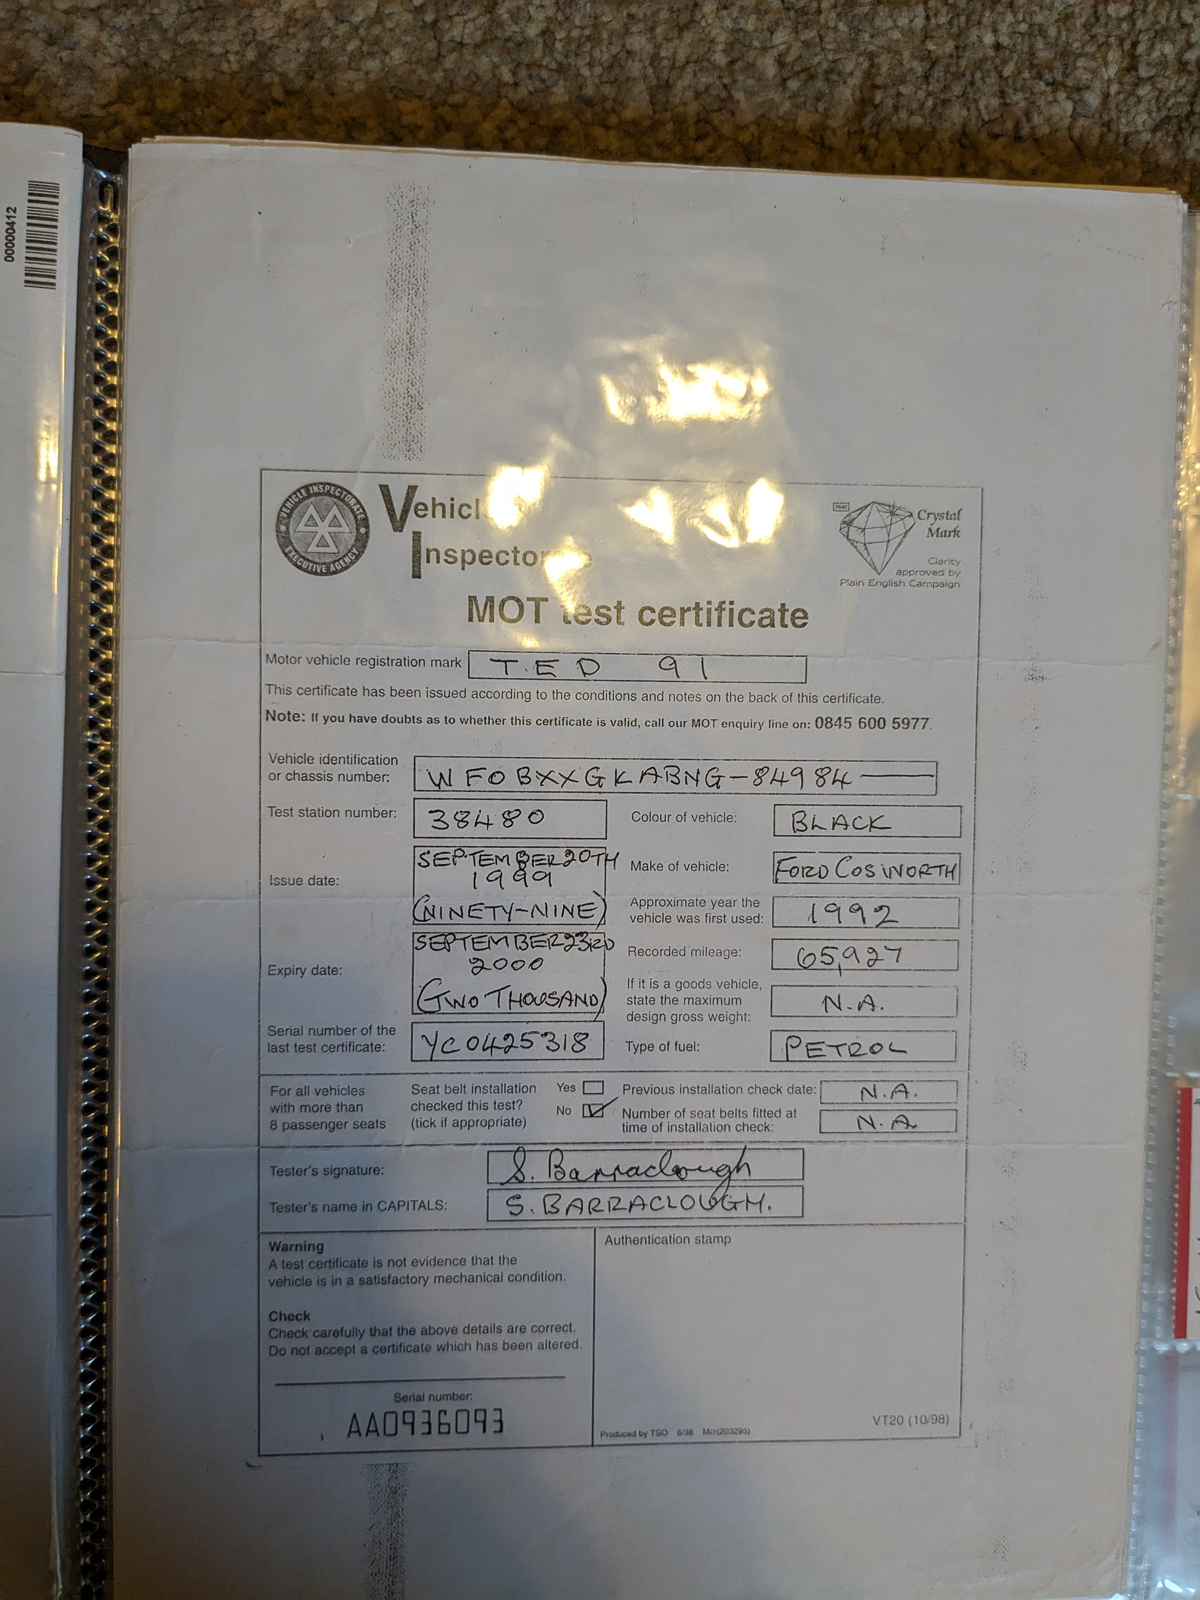 00000412
VEHICLE INSPECTORATE
EXECUTIVE AGENCY
Vehicl
Inspecto
Crystal
Mark
Clarity
approved by
Plain English Campaign
MOT test certificate
Motor vehicle registration mark T.E D 91
This certificate has been issued according to the conditions and notes on the back of this certificate.
Note: If you have doubts as to whether this certificate is valid, call our MOT enquiry line on: 0845 600 5977.
Vehicle identification
or chassis number: WFOBXXGKABNG-84984
Test station number: 38480
Colour of vehicle: BLACK
Issue date: SEPTEMBER 20TH
1999
(NINETY-NINE)
Make of vehicle: FORD COSWORTH
Approximate year the
vehicle was first used: 1992
Expiry date: SEPTEMBER 23RD
2000
(TWO THOUSAND)
Recorded mileage: 65,927
If it is a goods vehicle,
state the maximum
design gross weight: N.A.
Serial number of the
last test certificate: YC0425318
Type of fuel: PETROL
For all vehicles
with more than
8 passenger seats
Seat belt installation
checked this test?
(tick if appropriate)
Yes
No
Previous installation check date: N.A.
Number of seat belts fitted at
time of installation check: N.A.
Tester's signature: S. Barraclough
Tester's name in CAPITALS: S. BARRACLOUGH.
Warning
A test certificate is not evidence that the
vehicle is in a satisfactory mechanical condition.
Check
Check carefully that the above details are correct.
Do not accept a certificate which has been altered.
Serial number:
AA0936093
Authentication stamp
Produced by TSO 6/98 Mcr(203295)
VT20 (10/98)